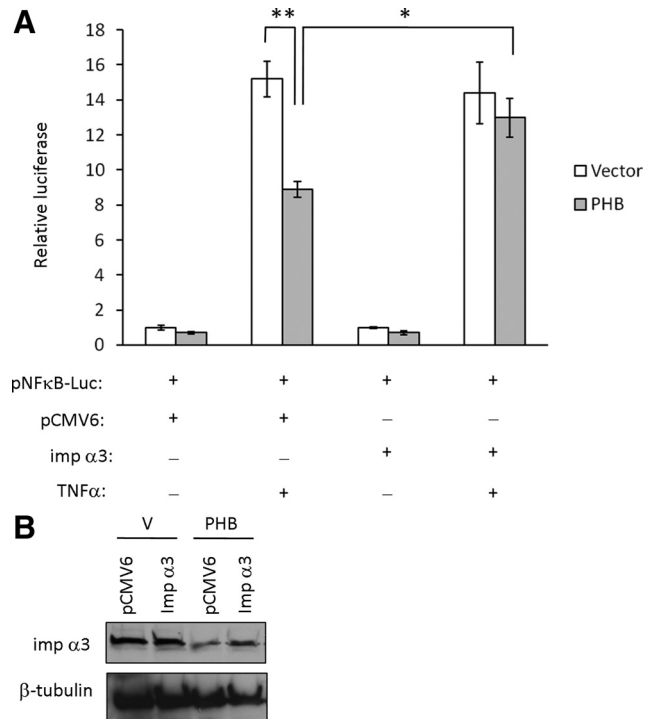 A
** *
18
16
14
12
10
8
6
4
2
0
Relative luciferase
Vector
PHB
pNFκB-Luc: + + + +
pCMV6: + + – –
imp α3: – – + +
TNFα: – + – +
B
V PHB
pCMV6 Imp α3 pCMV6 Imp α3
imp α3
β-tubulin